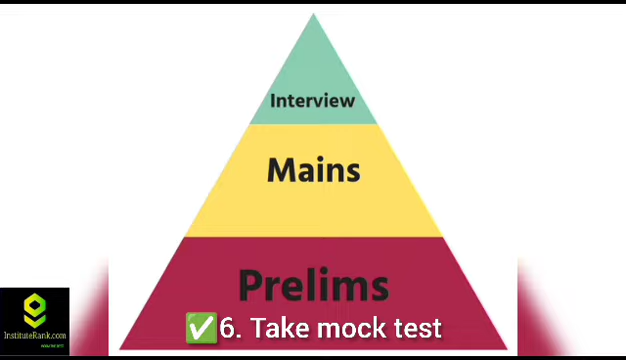 Interview
Mains
Prelims
✅6. Take mock test
InstituteRank.com